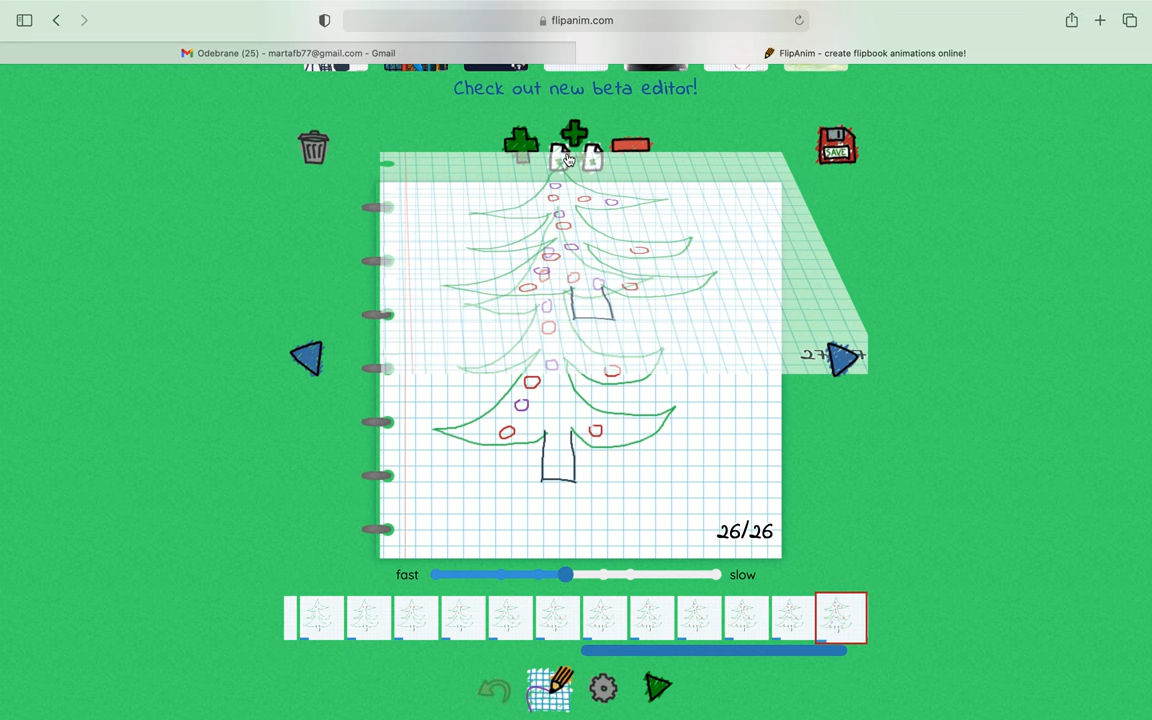 flipanim.com
Odebrane (25) – martafb77@gmail.com – Gmail
FlipAnim - create flipbook animations online!
Check out new beta editor!
SAVE
26/26
fast
slow